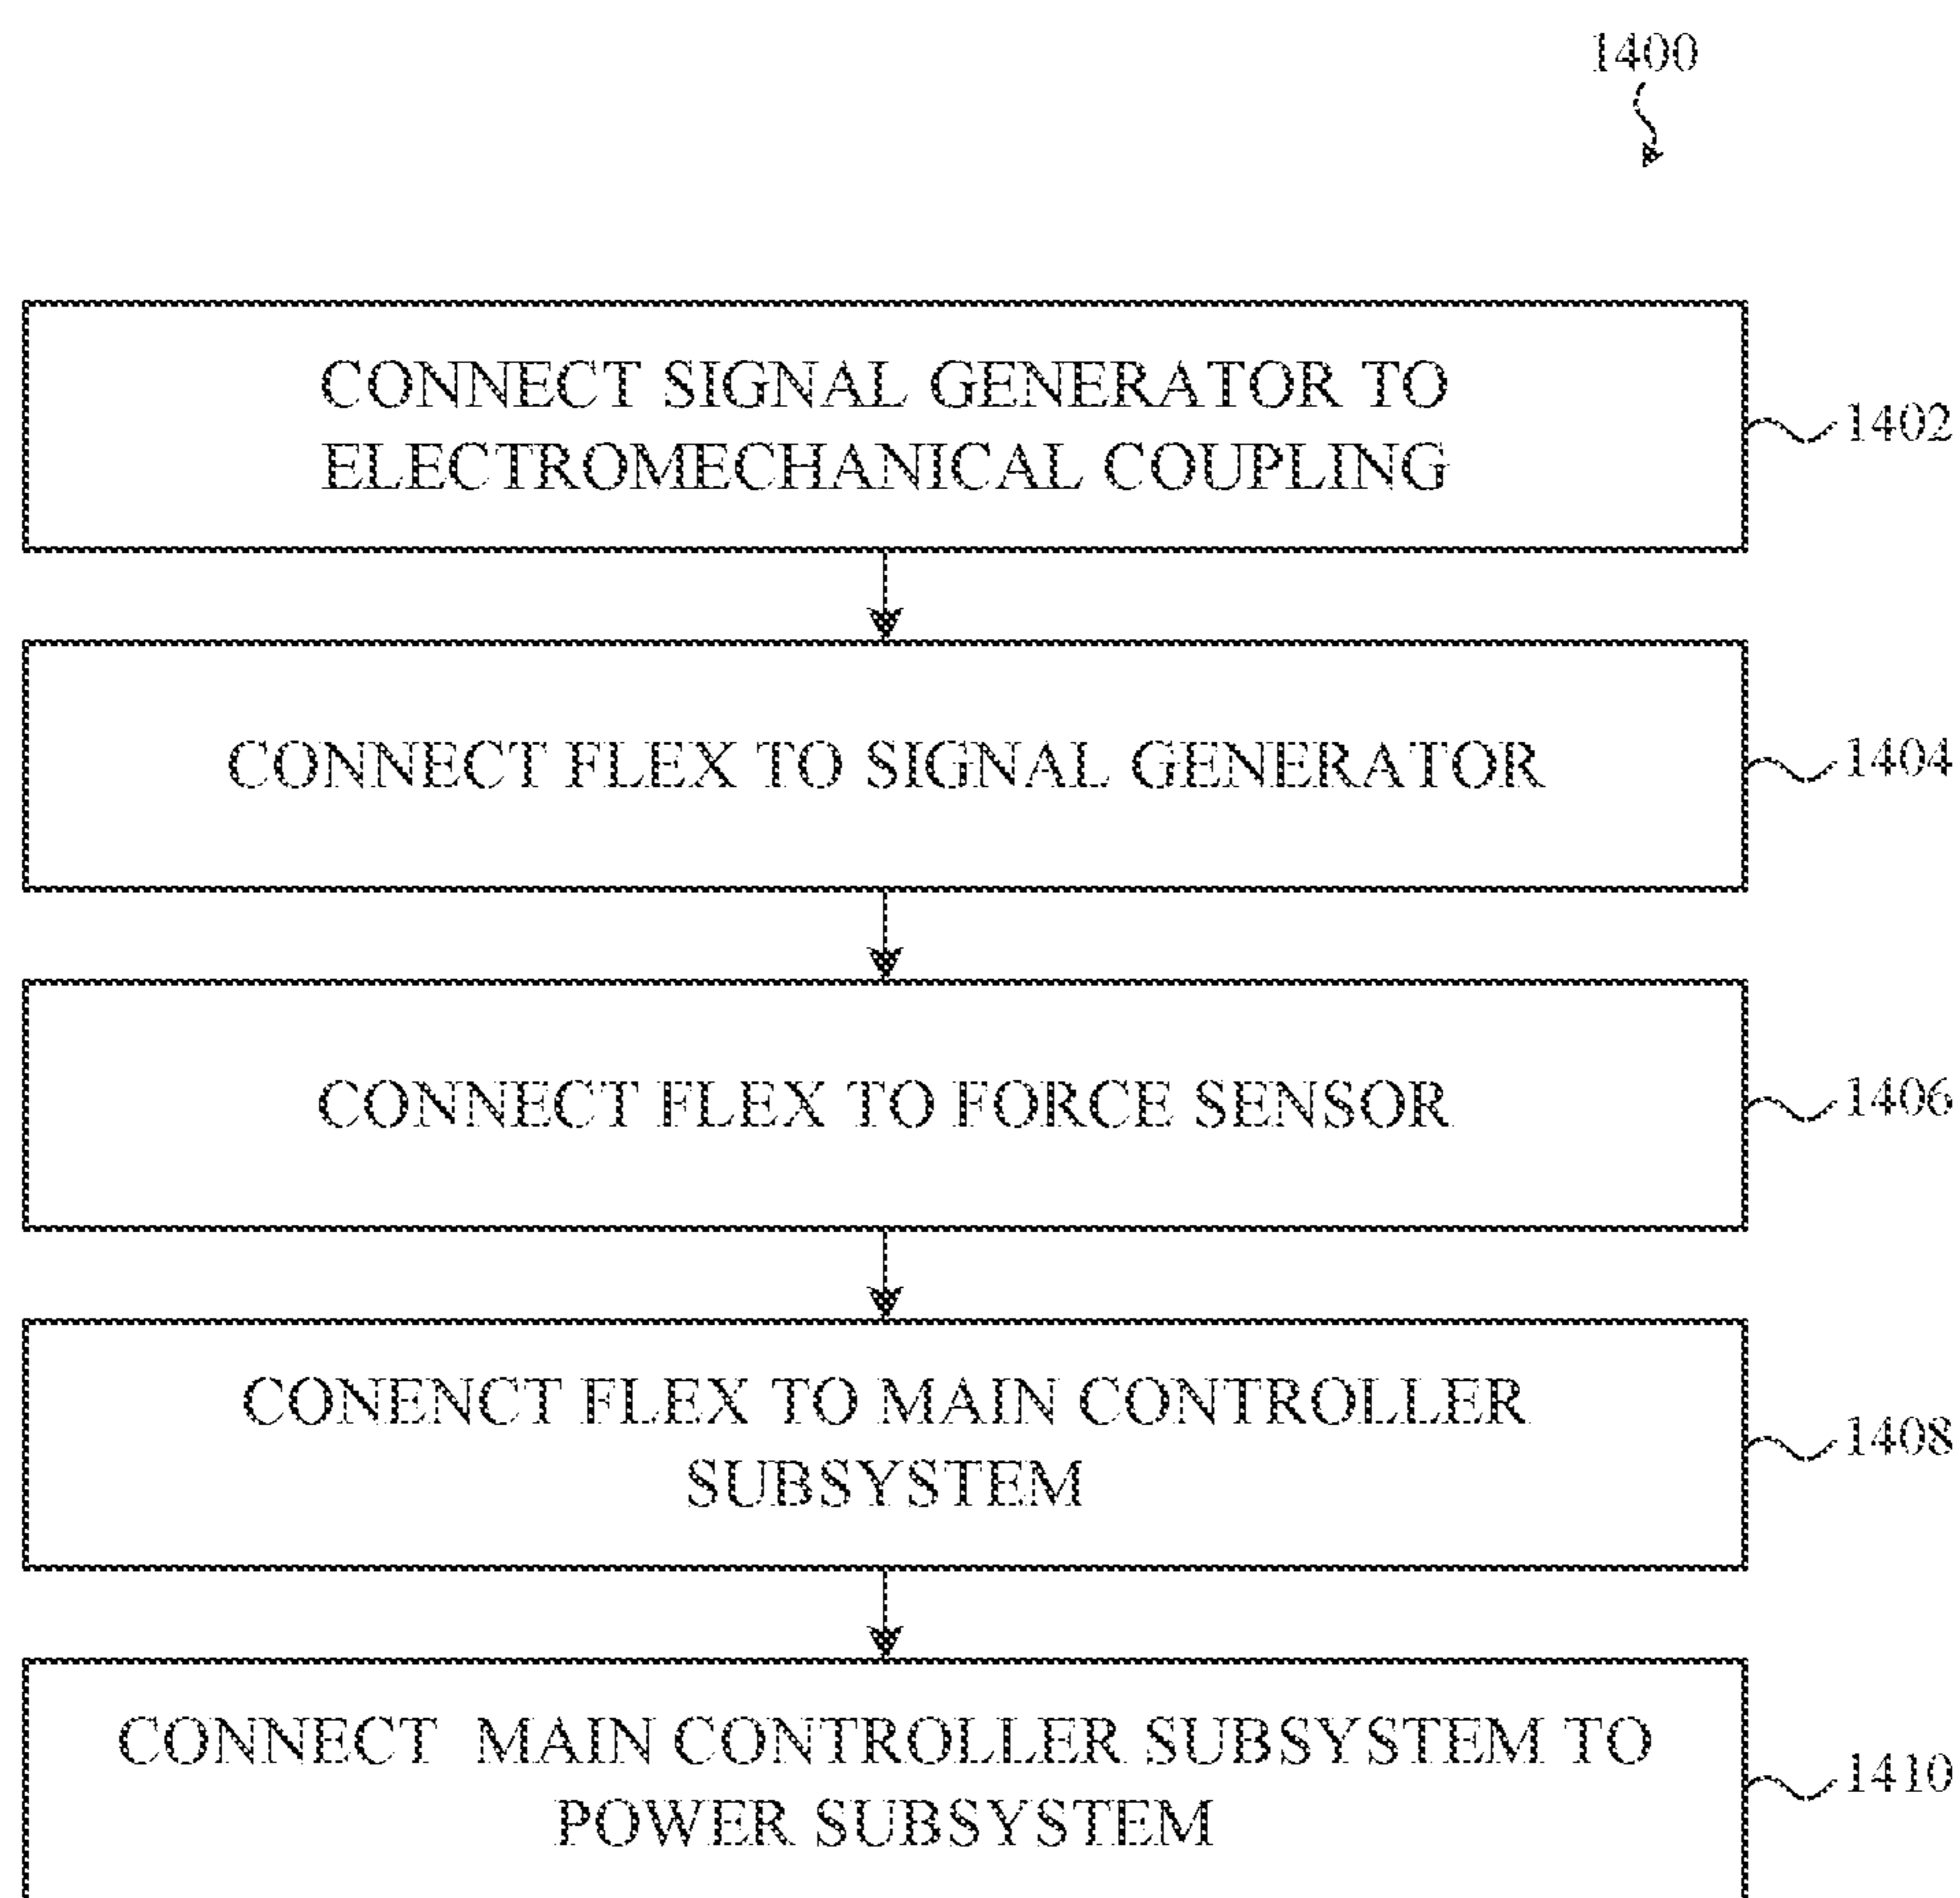 1400
CONNECT SIGNAL GENERATOR TO
ELECTROMECHANICAL COUPLING
1402
CONNECT FLEX TO SIGNAL GENERATOR
1404
CONNECT FLEX TO FORCE SENSOR
1406
CONENCT FLEX TO MAIN CONTROLLER
SUBSYSTEM
1408
CONNECT MAIN CONTROLLER SUBSYSTEM TO
POWER SUBSYSTEM
1410